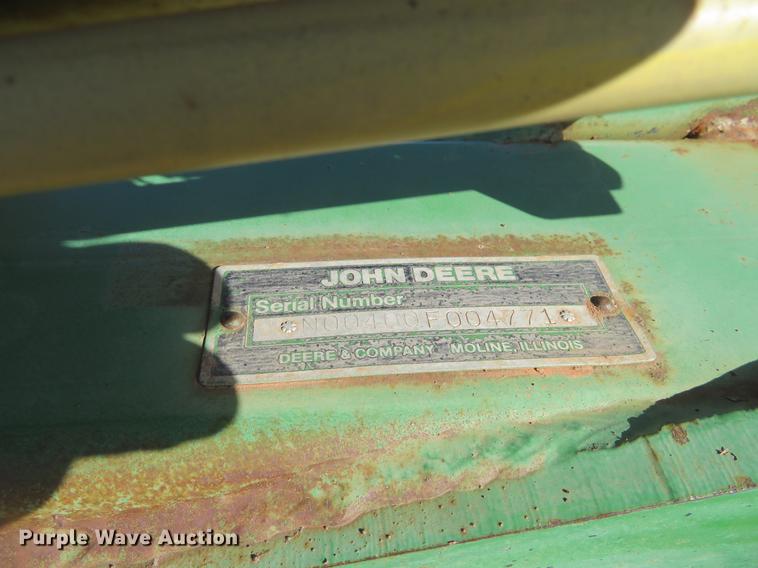 JOHN DEERE
Serial Number
*N00400F004771*
DEERE & COMPANY MOLINE, ILLINOIS
Purple Wave Auction